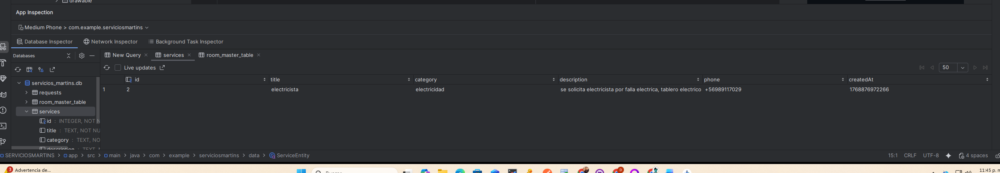 drawable
App Inspection
Medium Phone > com.example.serviciosmartins
Database Inspector Network Inspector Background Task Inspector
Databases
New Query services room_master_table
Live updates
50
id title category description phone createdAt
1 2 electricista electricidad se solicita electricista por falla electrica, tablero electrico +56989117029 1768876972266
servicios_martins.db
requests
room_master_table
services
id : INTEGER, NOT N
title : TEXT, NOT NU
category : TEXT, NO
description : TEXT, N
SERVICIOSMARTINS > app > src > main > java > com > example > serviciosmartins > data > ServiceEntity
15:1 CRLF UTF-8 4 spaces
3 Advertencia de...
Buscar
D
11:45 p. m